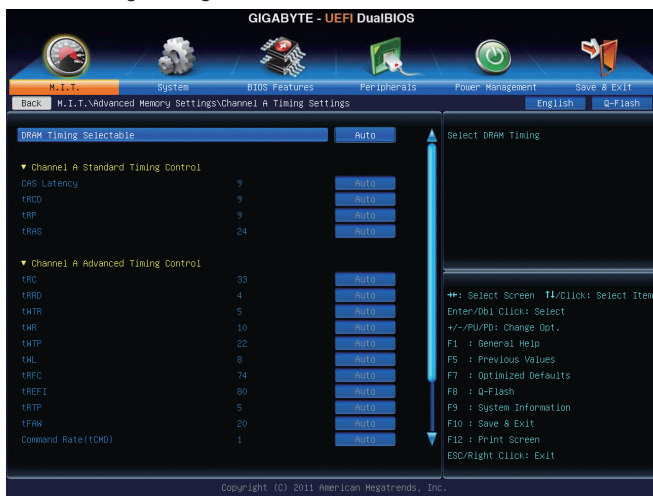 GIGABYTE - UEFI DualBIOS
M.I.T. System BIOS Features Peripherals Power Management Save & Exit
Back M.I.T.\Advanced Memory Settings\Channel A Timing Settings English Q-Flash
DRAM Timing Selectable Auto
▼ Channel A Standard Timing Control
CAS Latency 9 Auto
tRCD 9 Auto
tRP 9 Auto
tRAS 24 Auto
▼ Channel A Advanced Timing Control
tRC 33 Auto
tRRD 4 Auto
tWTR 5 Auto
tWR 10 Auto
tWTP 22 Auto
tWL 8 Auto
tRFC 74 Auto
tREFI 80 Auto
tRTP 5 Auto
tFAW 20 Auto
Command Rate(tCMD) 1 Auto
Select DRAM Timing
→←: Select Screen ↑↓/Click: Select Item
Enter/Dbl Click: Select
+/-/PU/PD: Change Opt.
F1 : General Help
F5 : Previous Values
F7 : Optimized Defaults
F8 : Q-Flash
F9 : System Information
F10 : Save & Exit
F12 : Print Screen
ESC/Right Click: Exit
Copyright (C) 2011 American Megatrends, Inc.